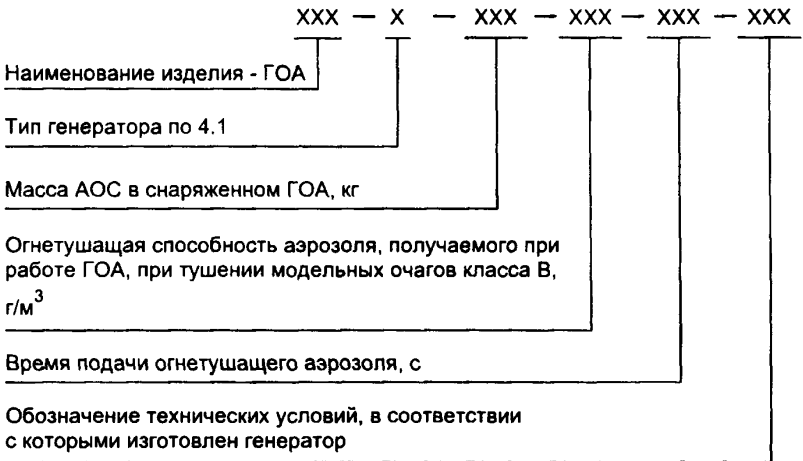 XXX — X — XXX — XXX — XXX — XXX
Наименование изделия - ГОА
Тип генератора по 4.1
Масса АОС в снаряженном ГОА, кг
Огнетушащая способность аэрозоля, получаемого при
работе ГОА, при тушении модельных очагов класса В,
г/м³
Время подачи огнетушащего аэрозоля, с
Обозначение технических условий, в соответствии
с которыми изготовлен генератор